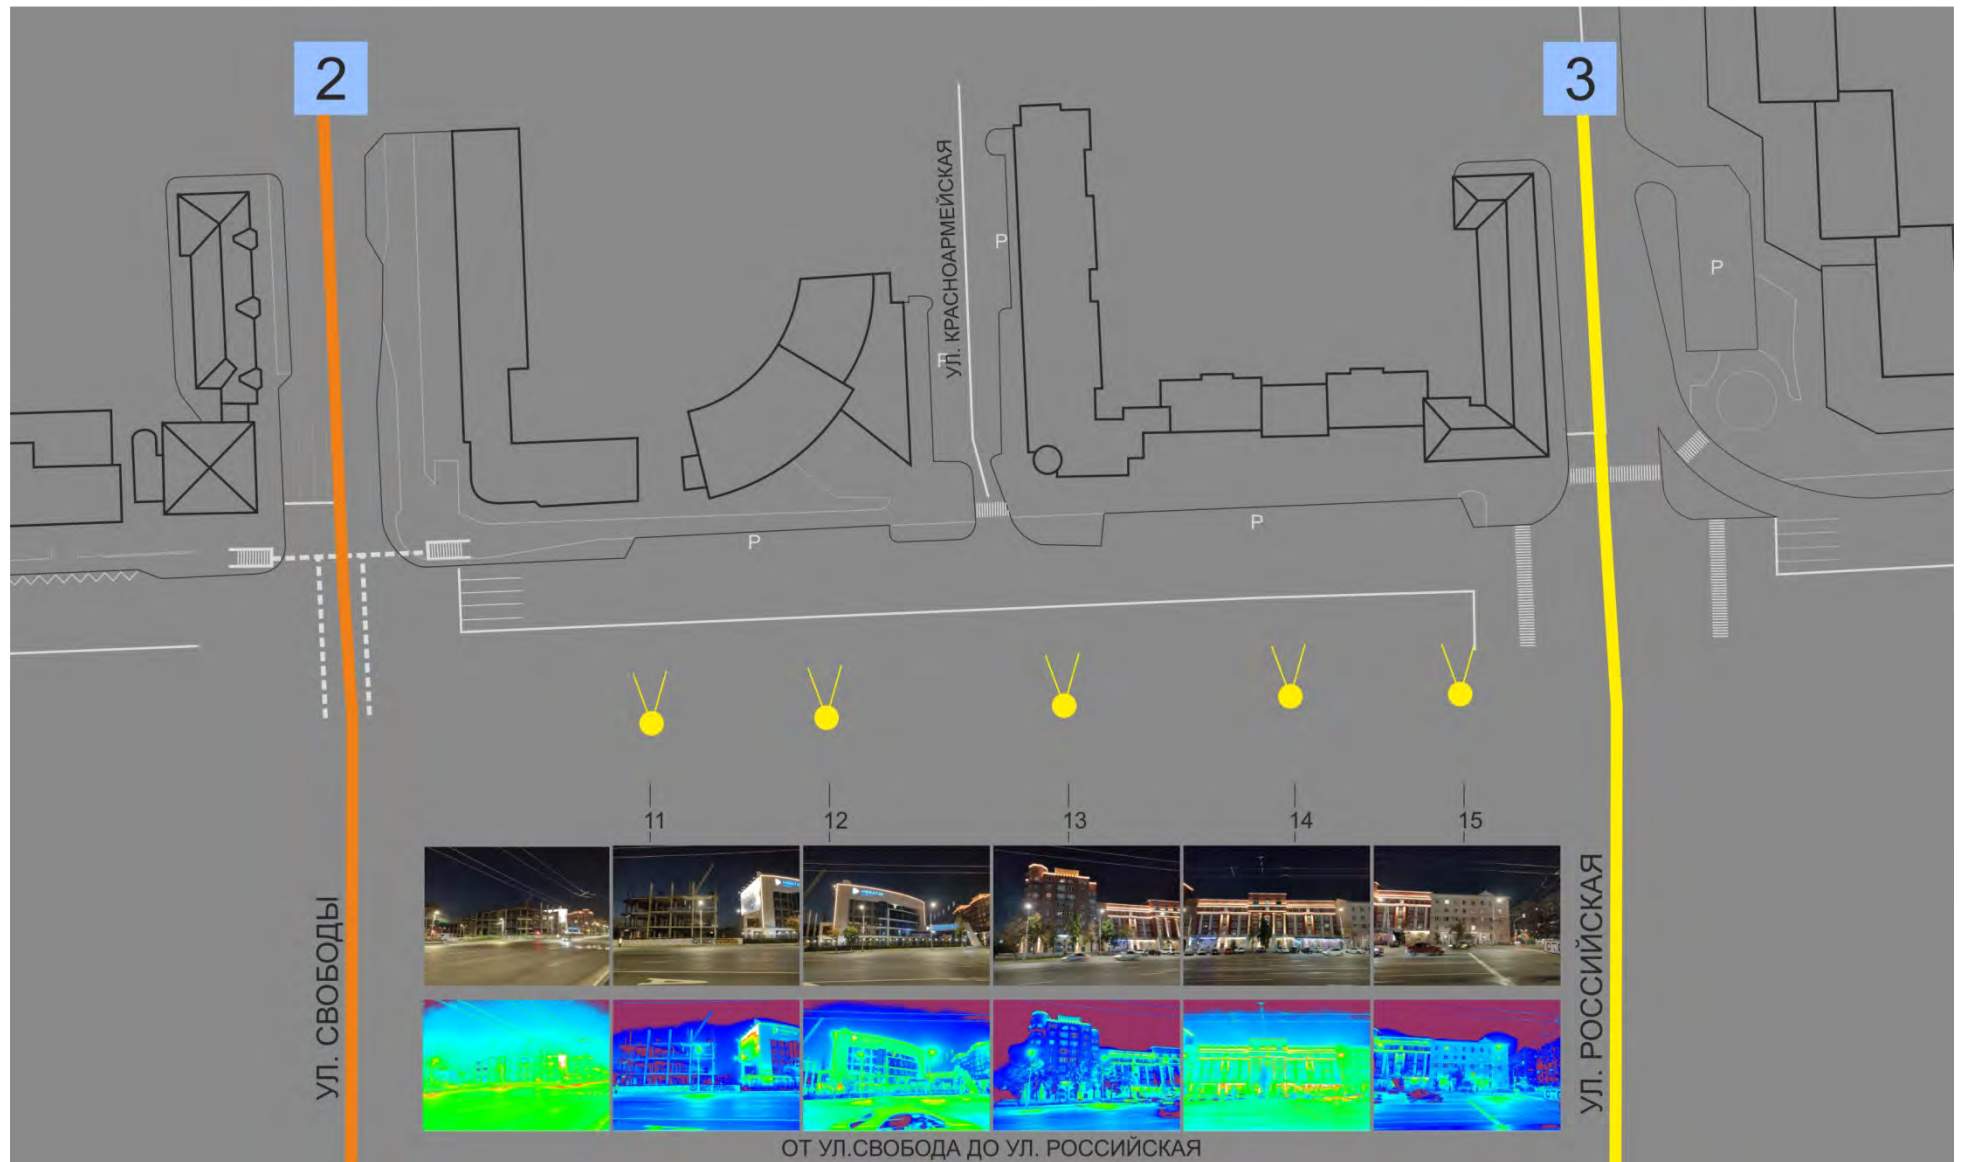 2
3
УЛ. КРАСНОАРМЕЙСКАЯ
P
P
P
P
P
11
12
13
14
15
УЛ. СВОБОДЫ
УЛ. РОССИЙСКАЯ
ОТ УЛ.СВОБОДА ДО УЛ. РОССИЙСКАЯ